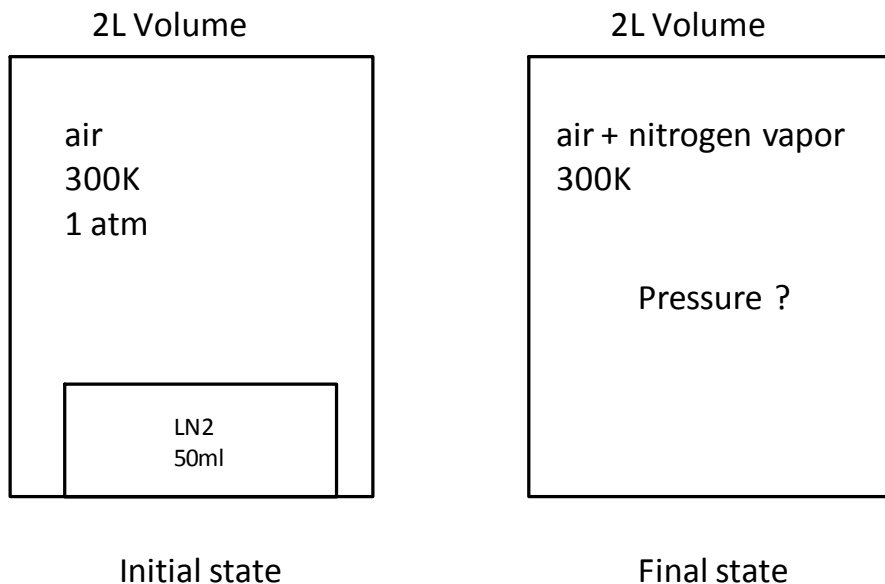 2L Volume
air
300K
1 atm
LN2
50ml
Initial state
2L Volume
air + nitrogen vapor
300K
Pressure ?
Final state